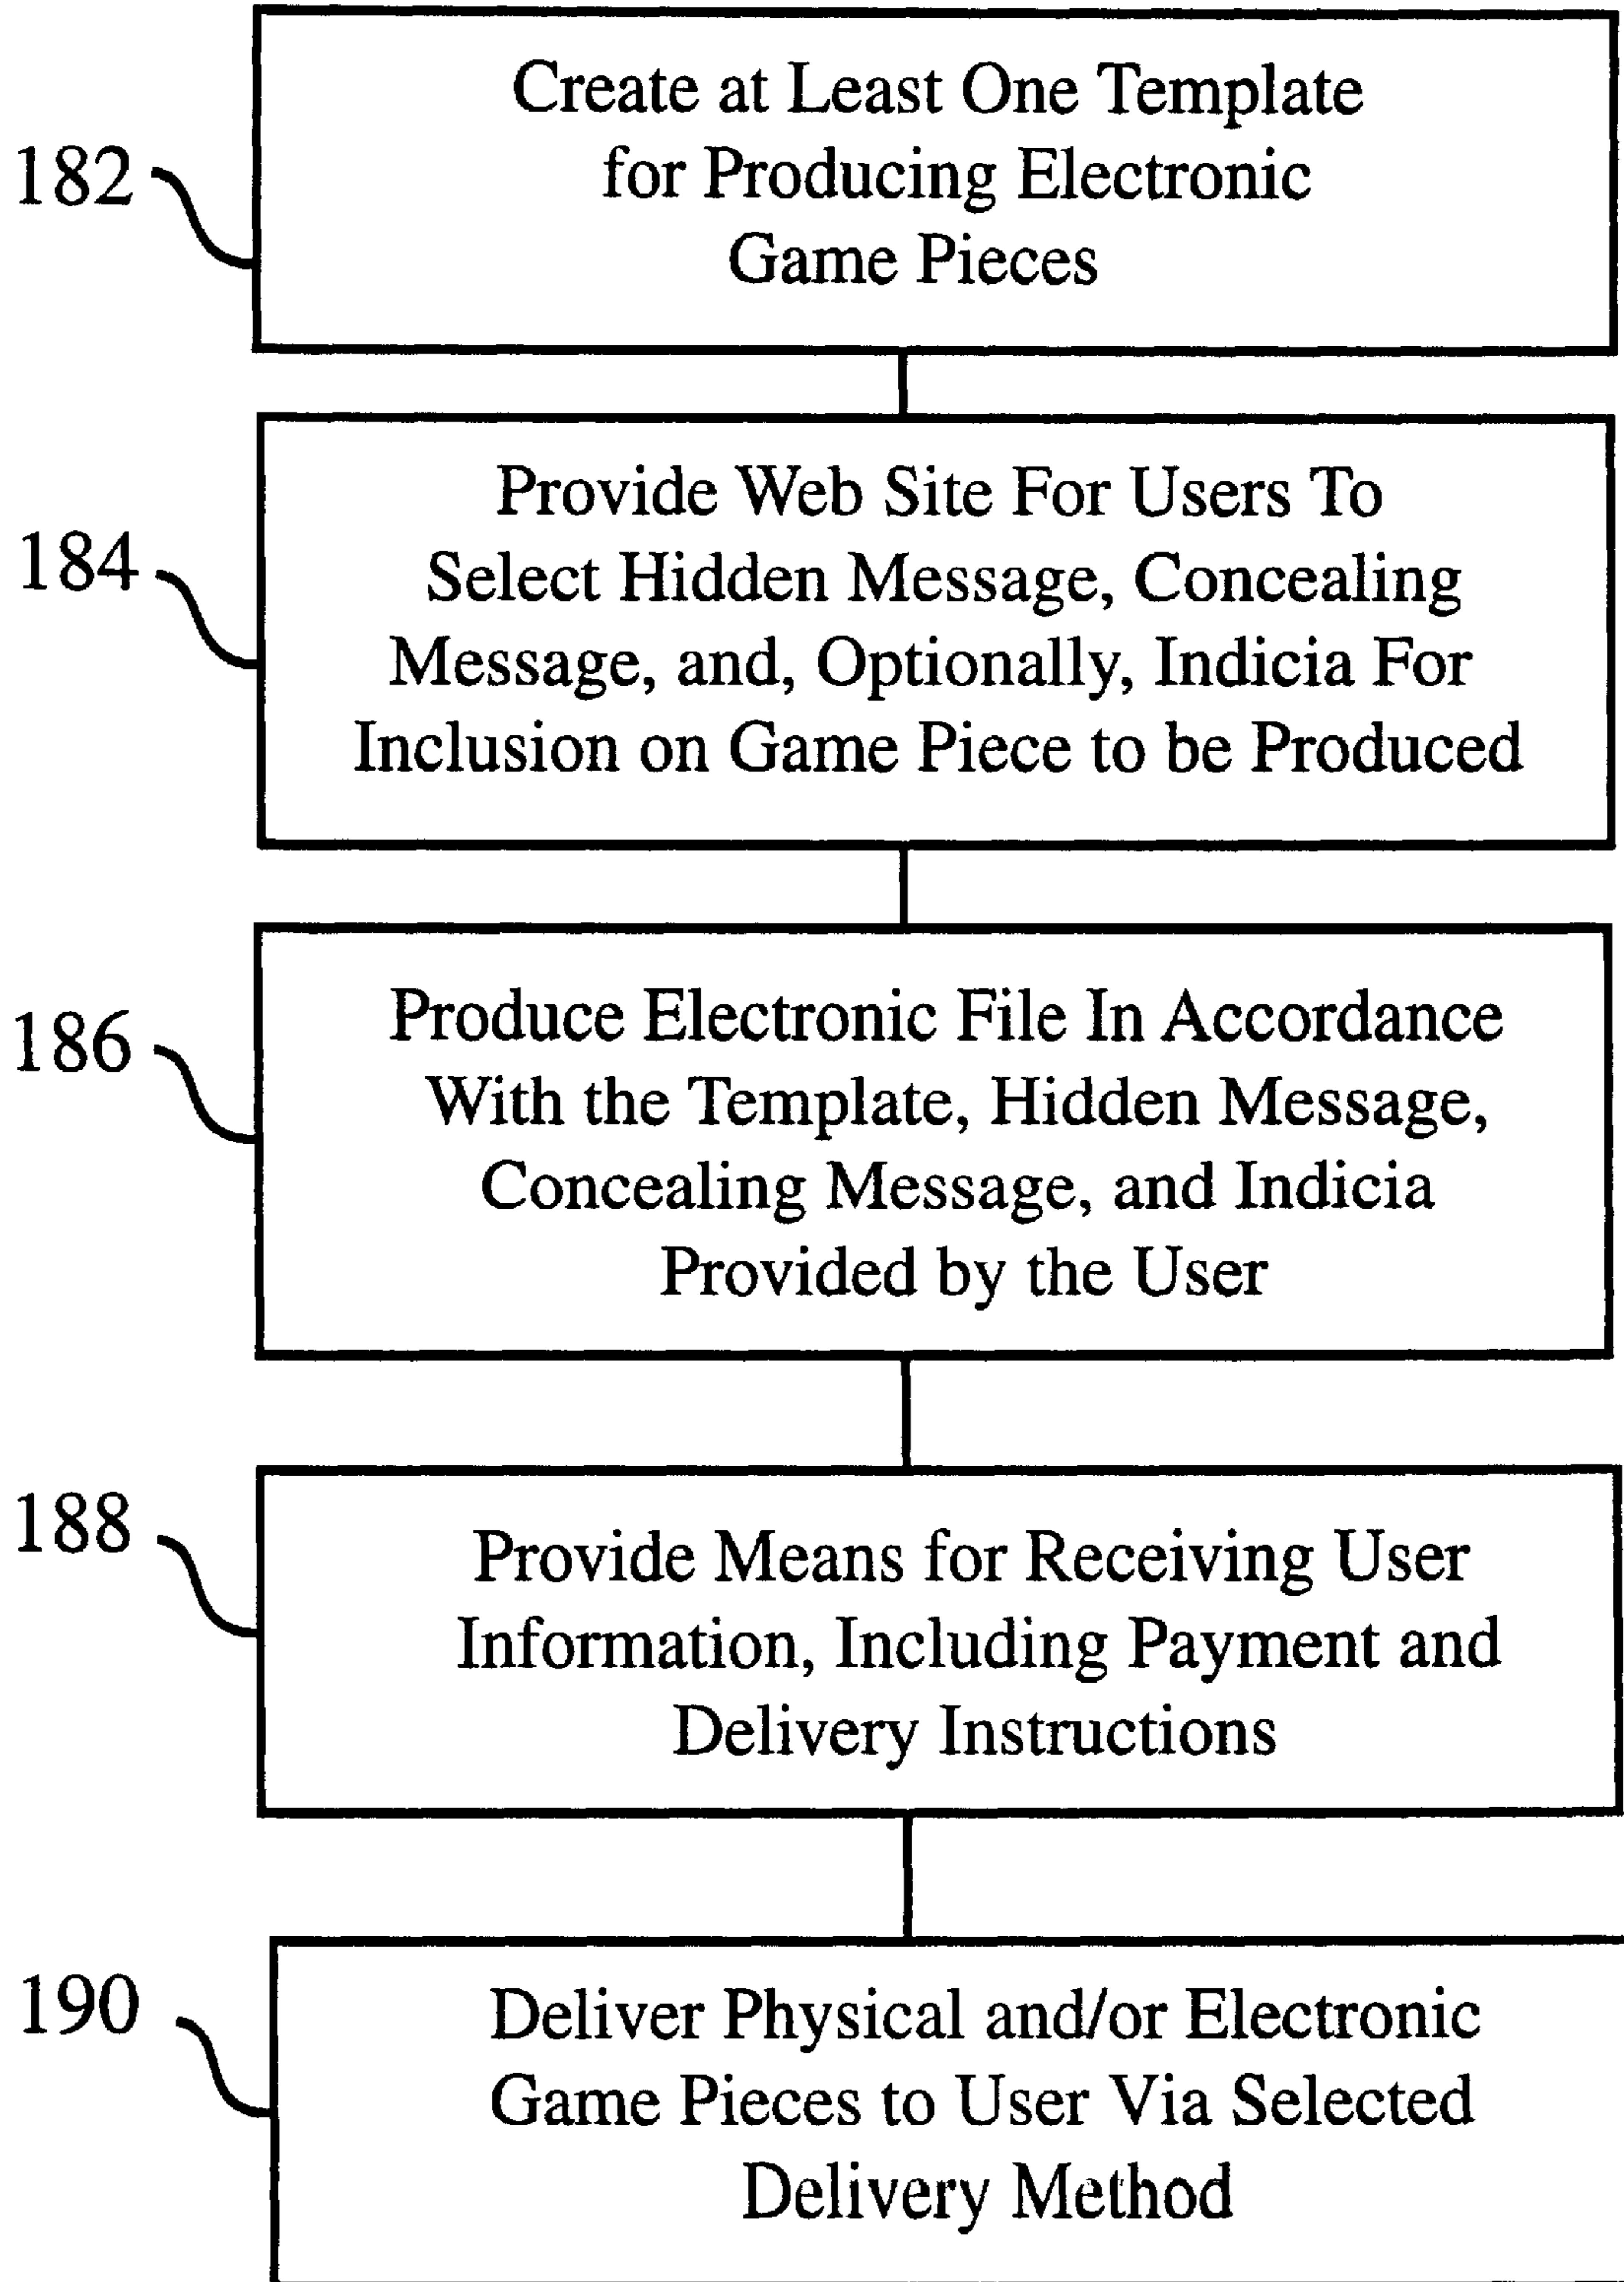 182
Create at Least One Template
for Producing Electronic
Game Pieces
184
Provide Web Site For Users To
Select Hidden Message, Concealing
Message, and, Optionally, Indicia For
Inclusion on Game Piece to be Produced
186
Produce Electronic File In Accordance
With the Template, Hidden Message,
Concealing Message, and Indicia
Provided by the User
188
Provide Means for Receiving User
Information, Including Payment and
Delivery Instructions
190
Deliver Physical and/or Electronic
Game Pieces to User Via Selected
Delivery Method